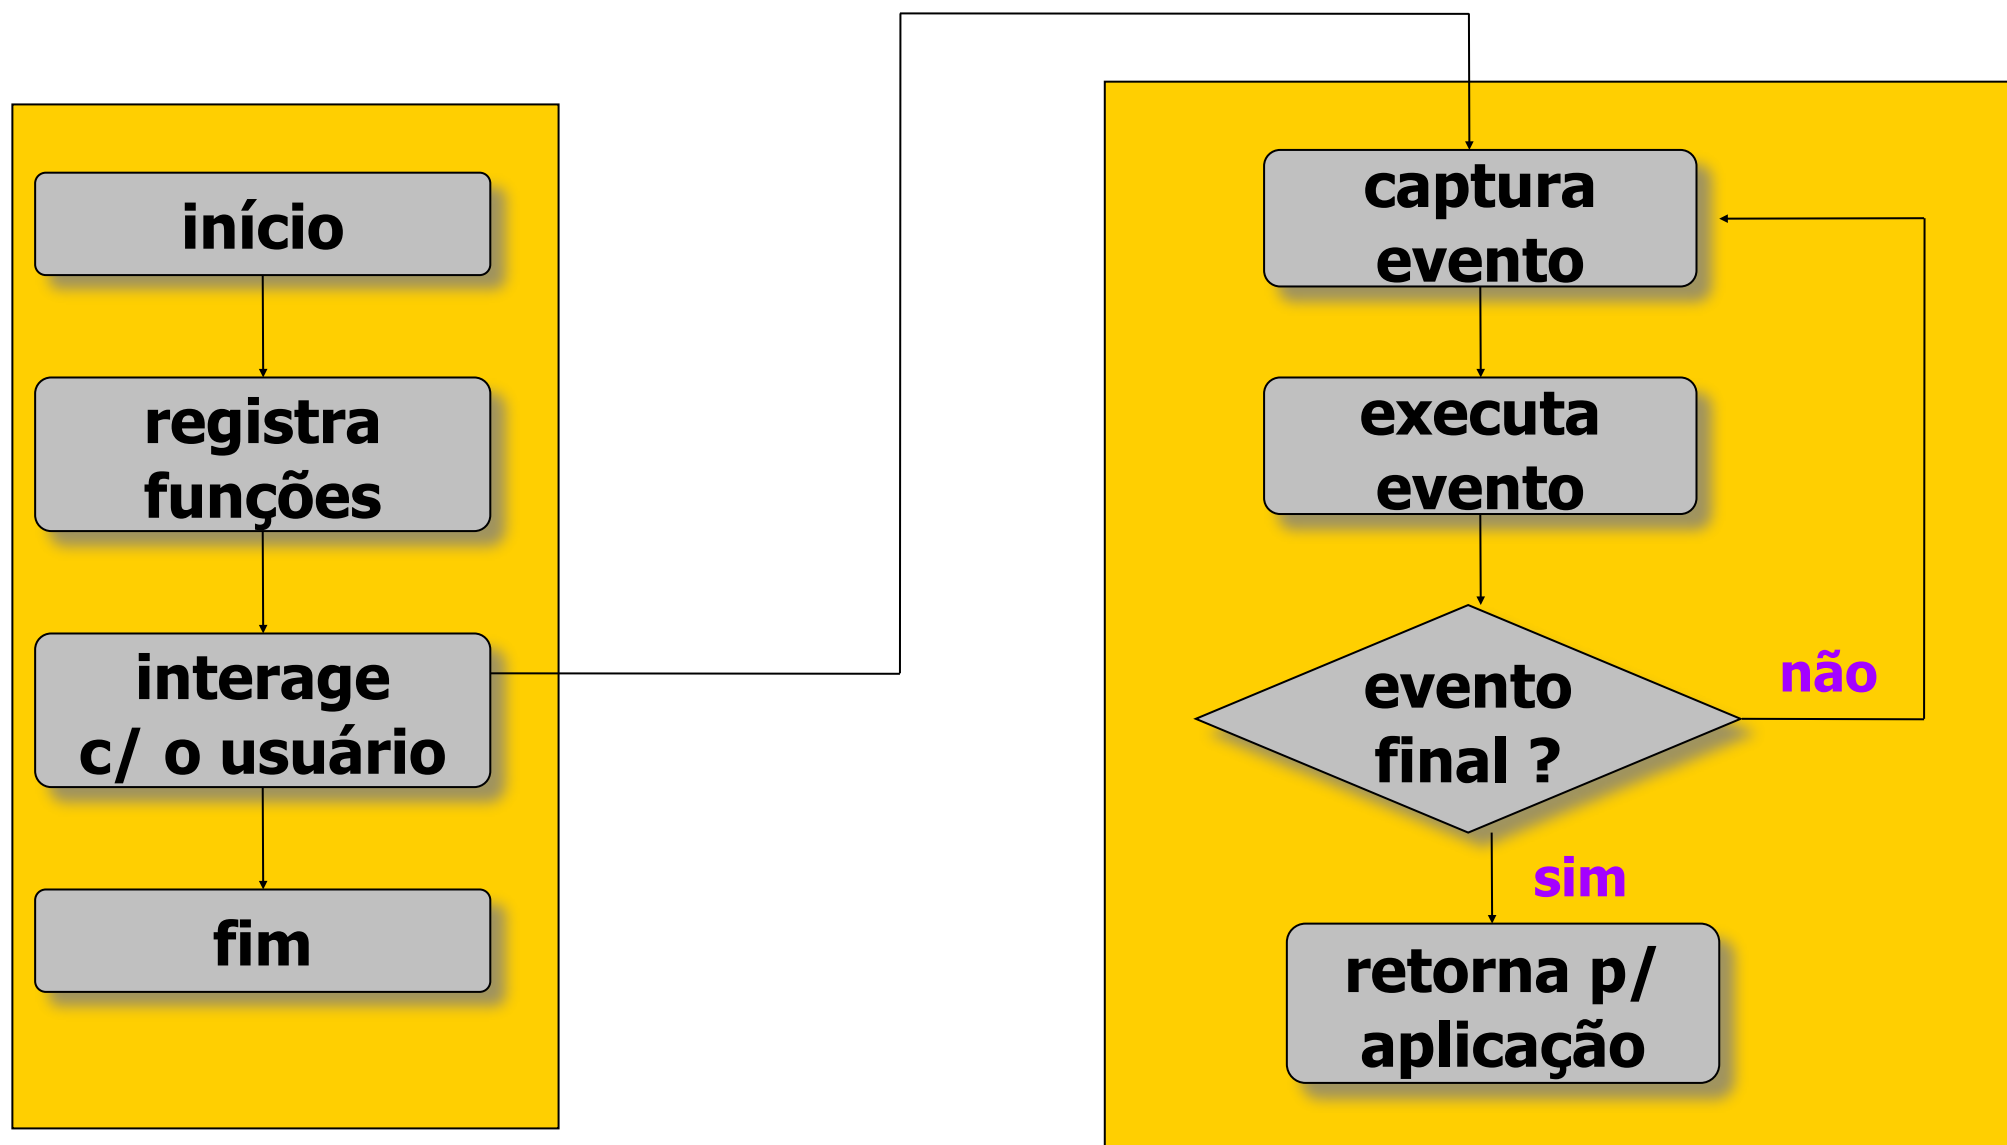 início
registra
funções
interage
c/ o usuário
fim
captura
evento
executa
evento
evento
final ?
não
sim
retorna p/
aplicação